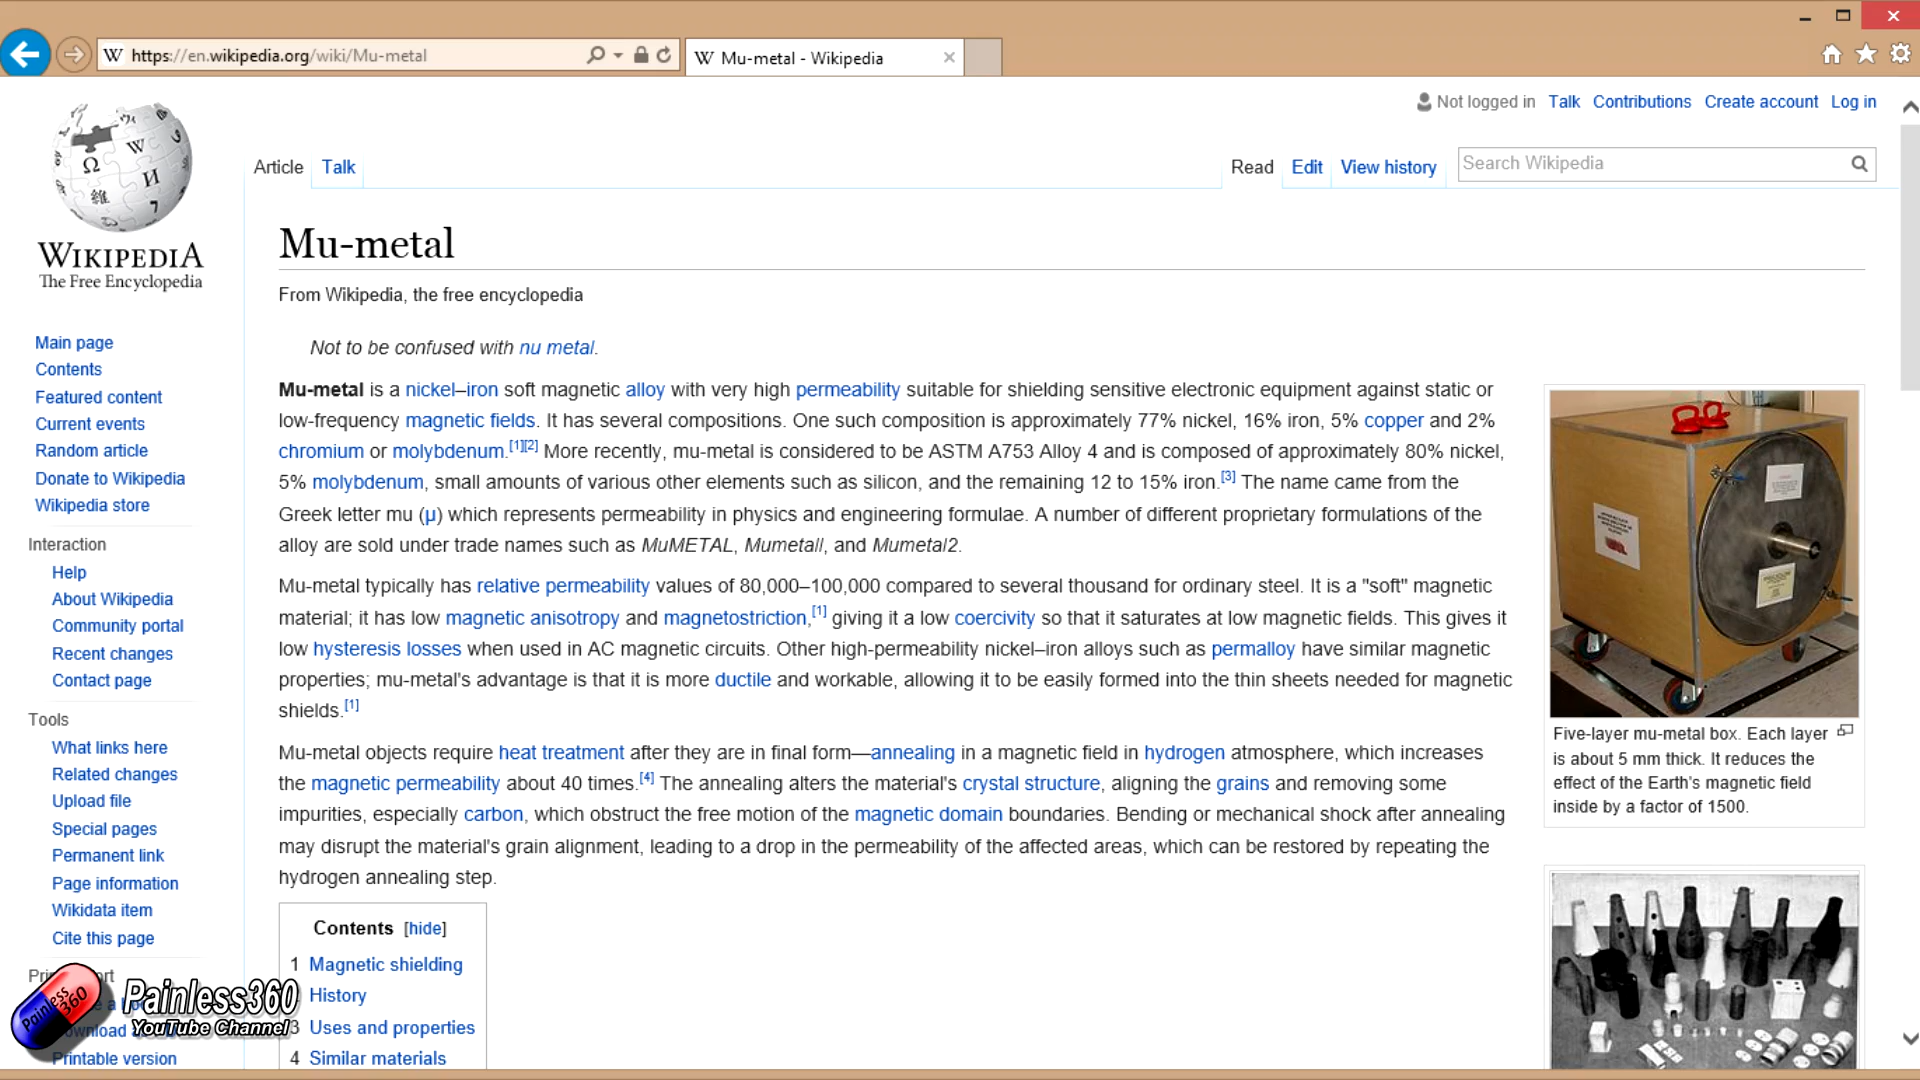 https://en.wikipedia.org/wiki/Mu-metal
W Mu-metal - Wikipedia
Not logged in Talk Contributions Create account Log in
Article Talk
Read Edit View history
Search Wikipedia
WIKIPEDIA
The Free Encyclopedia
Main page
Contents
Featured content
Current events
Random article
Donate to Wikipedia
Wikipedia store
Interaction
Help
About Wikipedia
Community portal
Recent changes
Contact page
Tools
What links here
Related changes
Upload file
Special pages
Permanent link
Page information
Wikidata item
Cite this page
Printable version
Mu-metal
From Wikipedia, the free encyclopedia
Not to be confused with nu metal.
Mu-metal is a nickel–iron soft magnetic alloy with very high permeability suitable for shielding sensitive electronic equipment against static or
low-frequency magnetic fields. It has several compositions. One such composition is approximately 77% nickel, 16% iron, 5% copper and 2%
chromium or molybdenum.[1][2] More recently, mu-metal is considered to be ASTM A753 Alloy 4 and is composed of approximately 80% nickel,
5% molybdenum, small amounts of various other elements such as silicon, and the remaining 12 to 15% iron.[3] The name came from the
Greek letter mu (μ) which represents permeability in physics and engineering formulae. A number of different proprietary formulations of the
alloy are sold under trade names such as MuMETAL, Mumetall, and Mumetal2.
Mu-metal typically has relative permeability values of 80,000–100,000 compared to several thousand for ordinary steel. It is a "soft" magnetic
material; it has low magnetic anisotropy and magnetostriction,[1] giving it a low coercivity so that it saturates at low magnetic fields. This gives it
low hysteresis losses when used in AC magnetic circuits. Other high-permeability nickel–iron alloys such as permalloy have similar magnetic
properties; mu-metal's advantage is that it is more ductile and workable, allowing it to be easily formed into the thin sheets needed for magnetic
shields.[1]
Mu-metal objects require heat treatment after they are in final form—annealing in a magnetic field in hydrogen atmosphere, which increases
the magnetic permeability about 40 times.[4] The annealing alters the material's crystal structure, aligning the grains and removing some
impurities, especially carbon, which obstruct the free motion of the magnetic domain boundaries. Bending or mechanical shock after annealing
may disrupt the material's grain alignment, leading to a drop in the permeability of the affected areas, which can be restored by repeating the
hydrogen annealing step.
Contents [hide]
1 Magnetic shielding
History
3 Uses and properties
4 Similar materials
Five-layer mu-metal box. Each layer
is about 5 mm thick. It reduces the
effect of the Earth's magnetic field
inside by a factor of 1500.
Painless360
Painless360
YouTube Channel